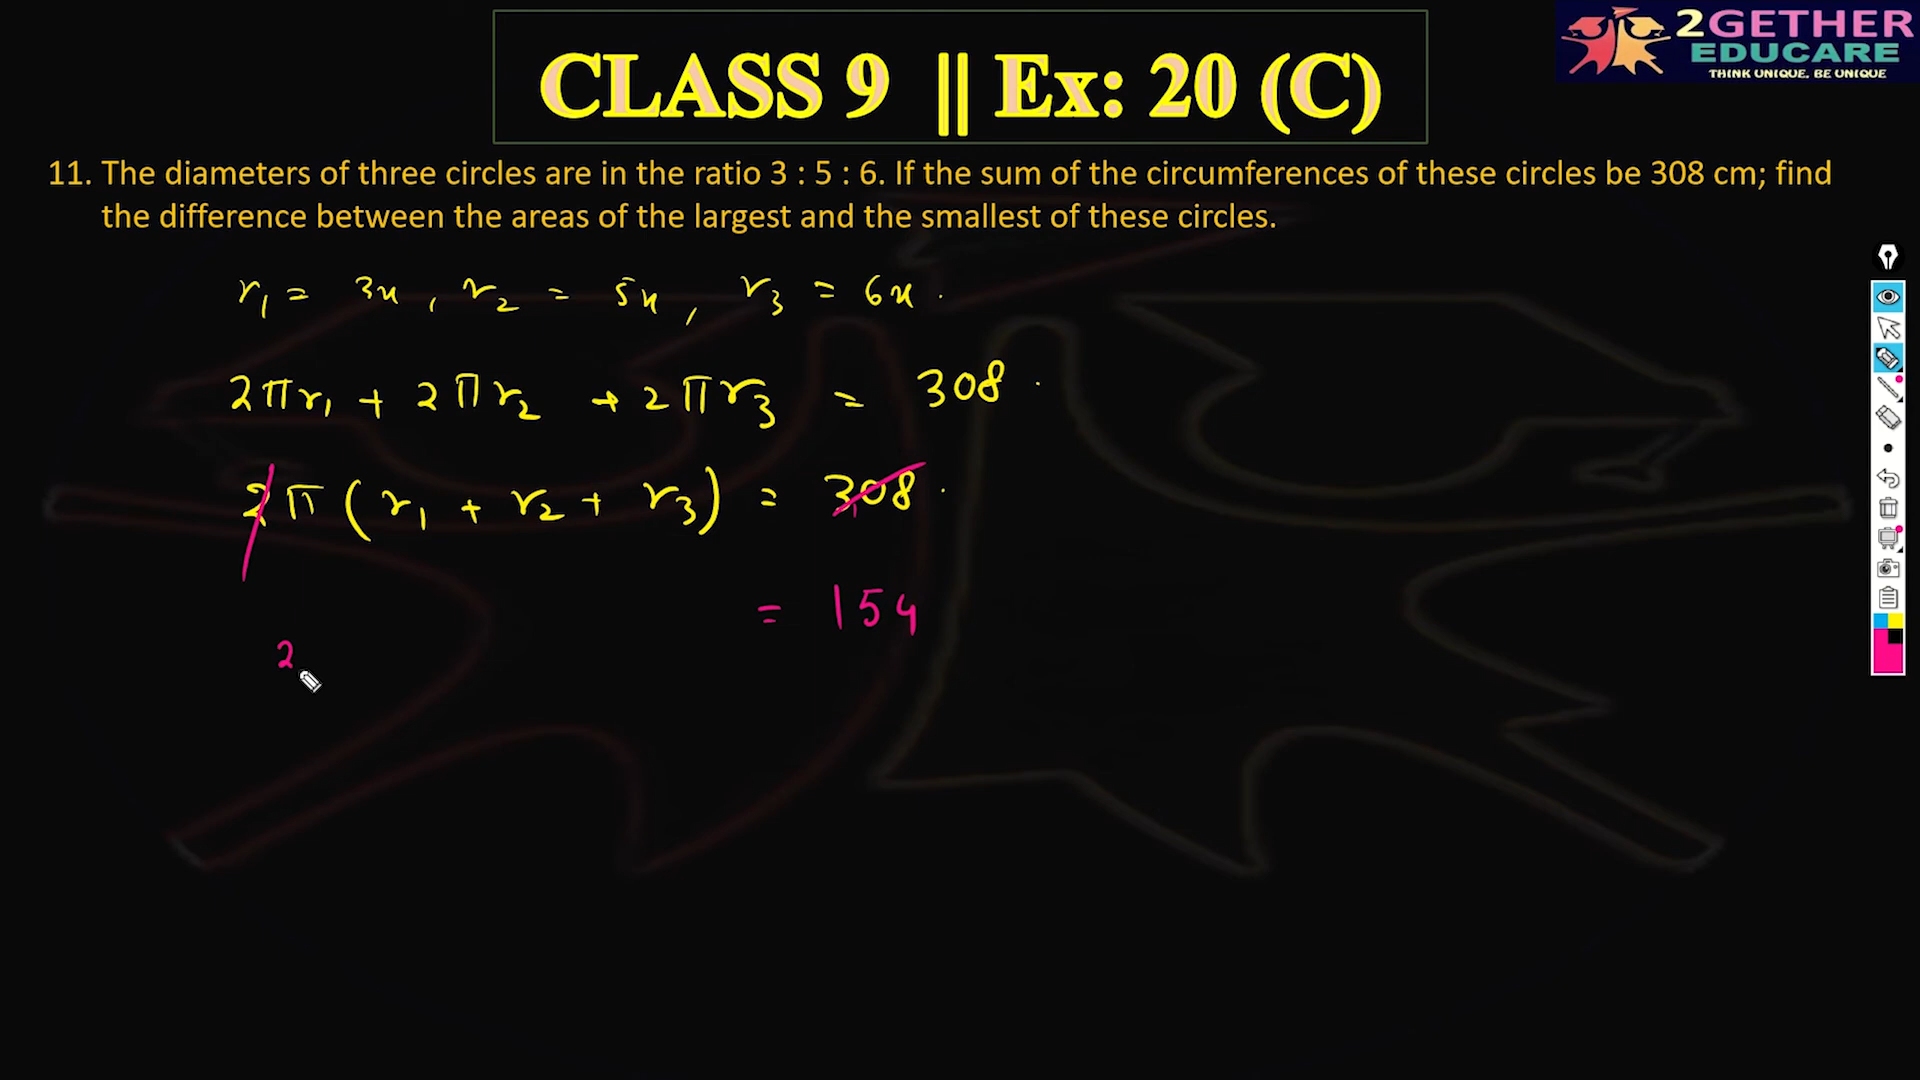 2GETHER
EDUCARE
THINK UNIQUE. BE UNIQUE
CLASS 9 || Ex: 20 (C)
11. The diameters of three circles are in the ratio 3 : 5 : 6. If the sum of the circumferences of these circles be 308 cm; find
the difference between the areas of the largest and the smallest of these circles.
r₁ = 3x, r₂ = 5x, r₃ = 6x.
2πr₁ + 2πr₂ + 2πr₃ = 308.
2π(r₁ + r₂ + r₃) = 308.
= 154
2